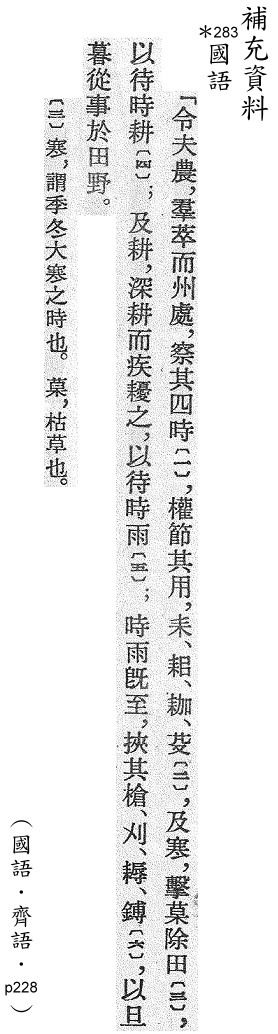 補充資料
*283
國語
「令夫農，羣萃而州處，察其四時〔一〕，權節其用，耒、耜、耞、芟〔二〕，及寒，擊菒除田〔三〕，
以待時耕〔四〕；及耕，深耕而疾耰之，以待時雨〔五〕；時雨旣至，挾其槍、刈、耨、鎛〔六〕，以旦
暮從事於田野。
〔三〕寒，謂季冬大寒之時也。菒，枯草也。
（國語．齊語．p228）